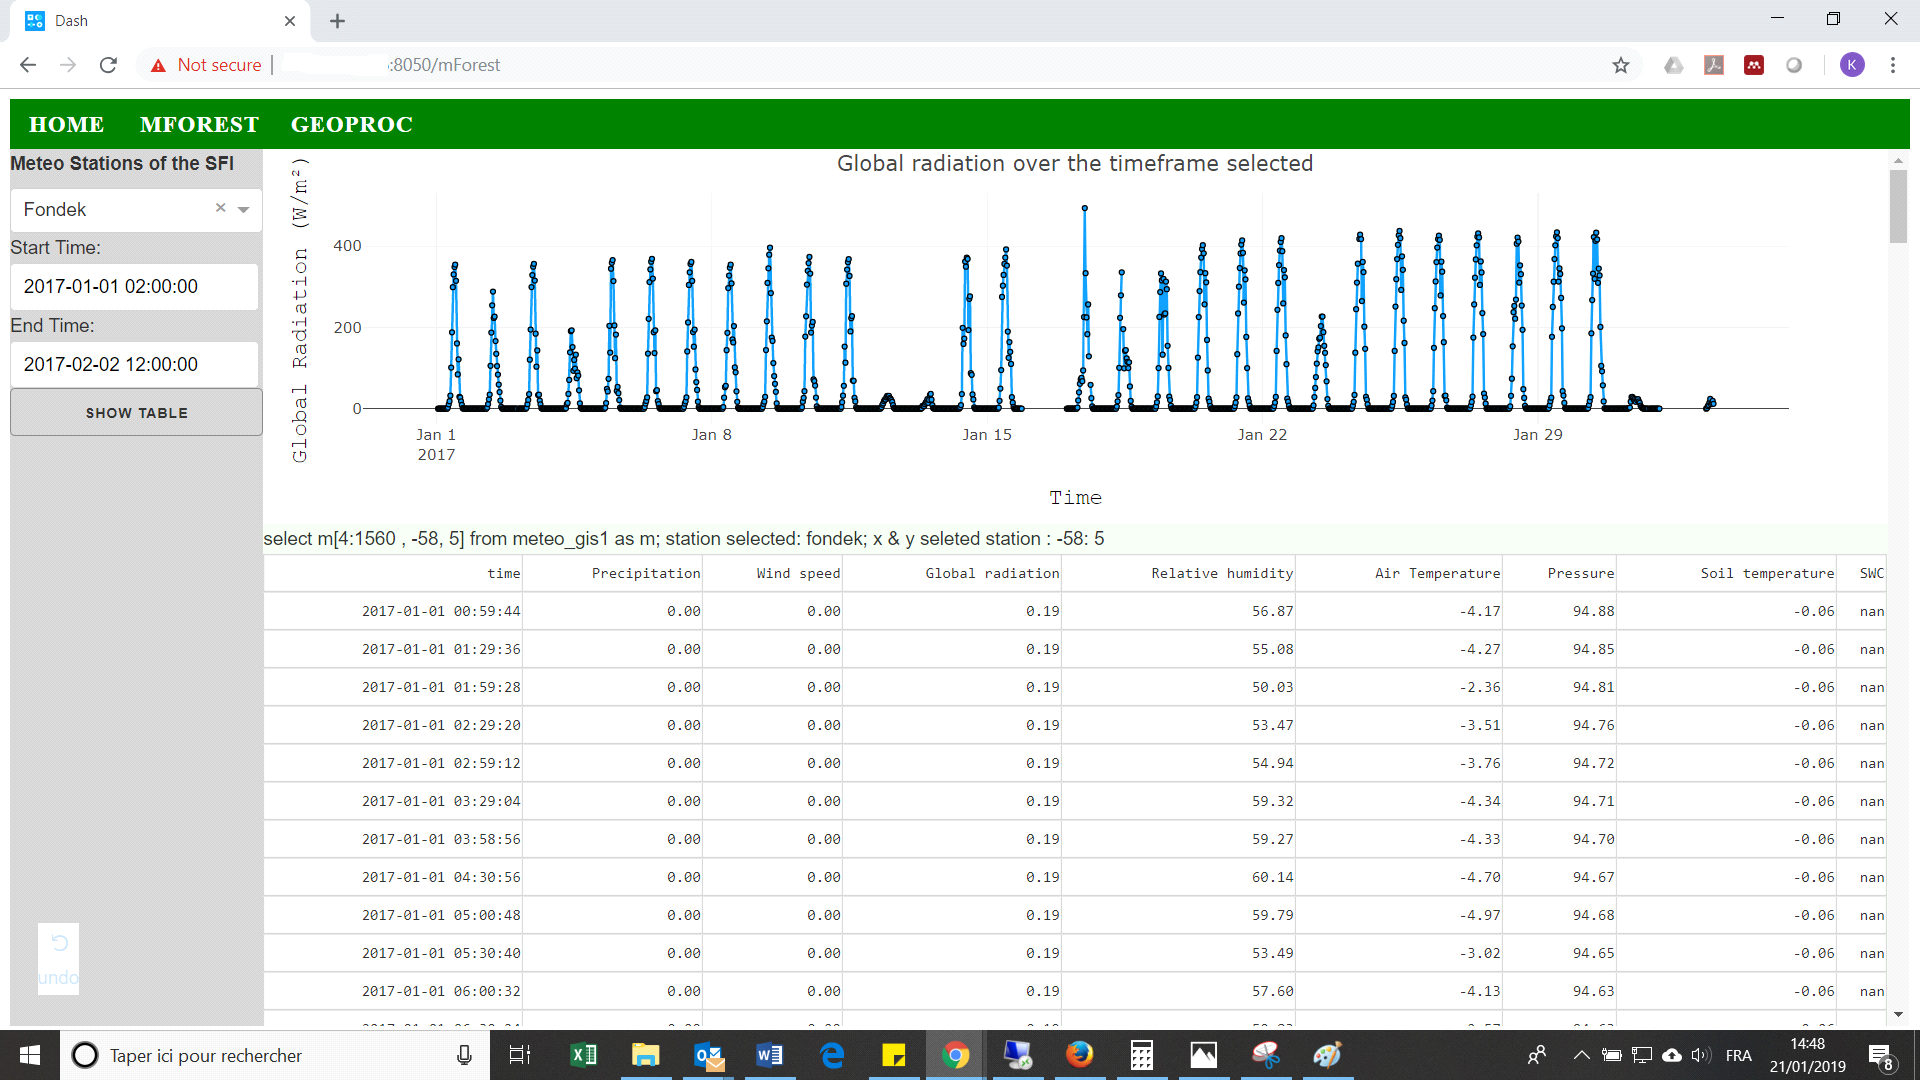 Dash
Not secure | :8050/mForest
K
HOME MFOREST GEOPROC
Meteo Stations of the SFI
Fondek
Start Time:
2017-01-01 02:00:00
End Time:
2017-02-02 12:00:00
SHOW TABLE
undo
Global radiation over the timeframe selected
Global Radiation (W/m²)
400
200
0
Jan 1 Jan 8 Jan 15 Jan 22 Jan 29
2017
Time
select m[4:1560 , -58, 5] from meteo_gis1 as m; station selected: fondek; x & y seleted station : -58: 5
time Precipitation Wind speed Global radiation Relative humidity Air Temperature Pressure Soil temperature SWC
2017-01-01 00:59:44 0.00 0.00 0.19 56.87 -4.17 94.88 -0.06 nan
2017-01-01 01:29:36 0.00 0.00 0.19 55.08 -4.27 94.85 -0.06 nan
2017-01-01 01:59:28 0.00 0.00 0.19 50.03 -2.36 94.81 -0.06 nan
2017-01-01 02:29:20 0.00 0.00 0.19 53.47 -3.51 94.76 -0.06 nan
2017-01-01 02:59:12 0.00 0.00 0.19 54.94 -3.76 94.72 -0.06 nan
2017-01-01 03:29:04 0.00 0.00 0.19 59.32 -4.34 94.71 -0.06 nan
2017-01-01 03:58:56 0.00 0.00 0.19 59.27 -4.33 94.70 -0.06 nan
2017-01-01 04:30:56 0.00 0.00 0.19 60.14 -4.70 94.67 -0.06 nan
2017-01-01 05:00:48 0.00 0.00 0.19 59.79 -4.97 94.68 -0.06 nan
2017-01-01 05:30:40 0.00 0.00 0.19 53.49 -3.02 94.65 -0.06 nan
2017-01-01 06:00:32 0.00 0.00 0.19 57.60 -4.13 94.63 -0.06 nan
Taper ici pour rechercher
FRA
14:48
21/01/2019
8